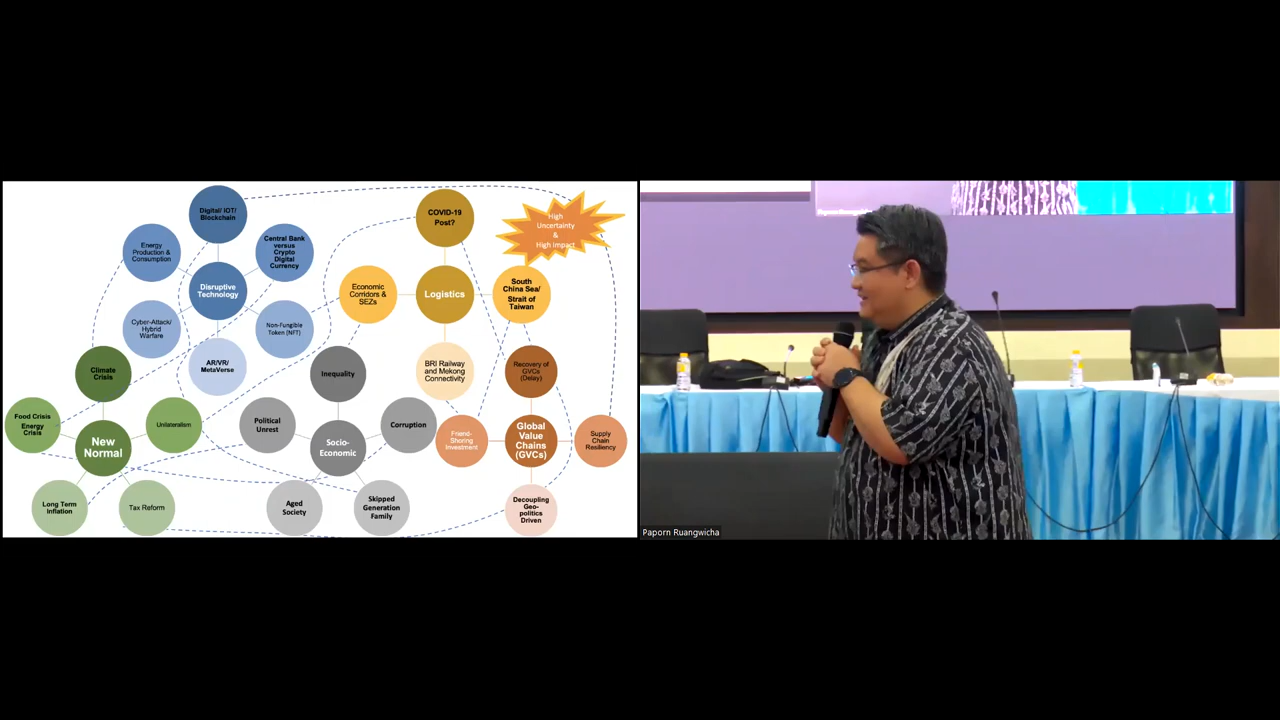 Digital/ IOT/
Blockchain
Energy
Production &
Consumption
Central Bank
versus
Crypto
Digital
Currency
Disruptive
Technology
Cyber-Attack/
Hybrid
Warfare
Non-Fungible
Token (NFT)
AR/VR/
MetaVerse
COVID-19
Post?
High
Uncertainty
&
High Impact
Economic
Corridors &
SEZs
Logistics
South
China Sea/
Strait of
Taiwan
BRI Railway
and Mekong
Connectivity
Climate
Crisis
Food Crisis
Energy
Crisis
Unilateralism
New
Normal
Long Term
Inflation
Tax Reform
Inequality
Political
Unrest
Corruption
Socio-
Economic
Aged
Society
Skipped
Generation
Family
Recovery of
GVCs
(Delay)
Friend-
Shoring
Investment
Global
Value
Chains
(GVCs)
Supply
Chain
Resiliency
Decoupling
Geo-
politics
Driven
Paporn Ruangwicha